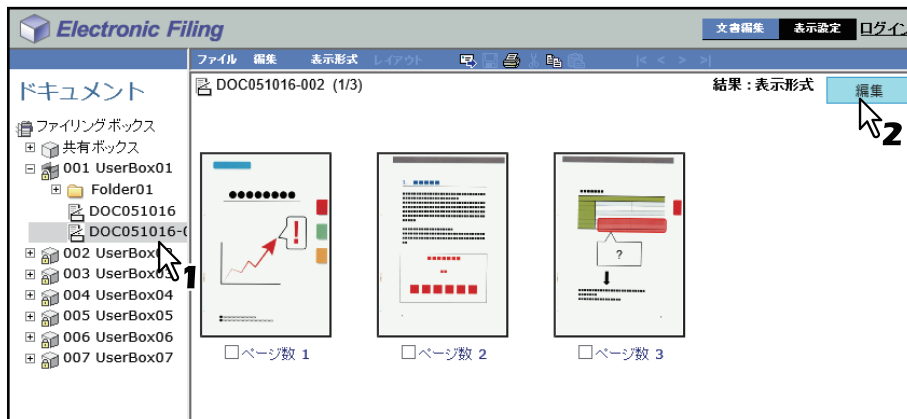 Electronic Filing
文書編集 表示設定 ログイン
ファイル 編集 表示形式 レイアウト
|< < > >|
ドキュメント
DOC051016-002 (1/3)
結果 : 表示形式
編集
2
ファイリングボックス
共有ボックス
001 UserBox01
Folder01
DOC051016
DOC051016-0
1
002 UserBox02
003 UserBox03
004 UserBox04
005 UserBox05
006 UserBox06
007 UserBox07
!
1.
?
ページ数 1
ページ数 2
ページ数 3